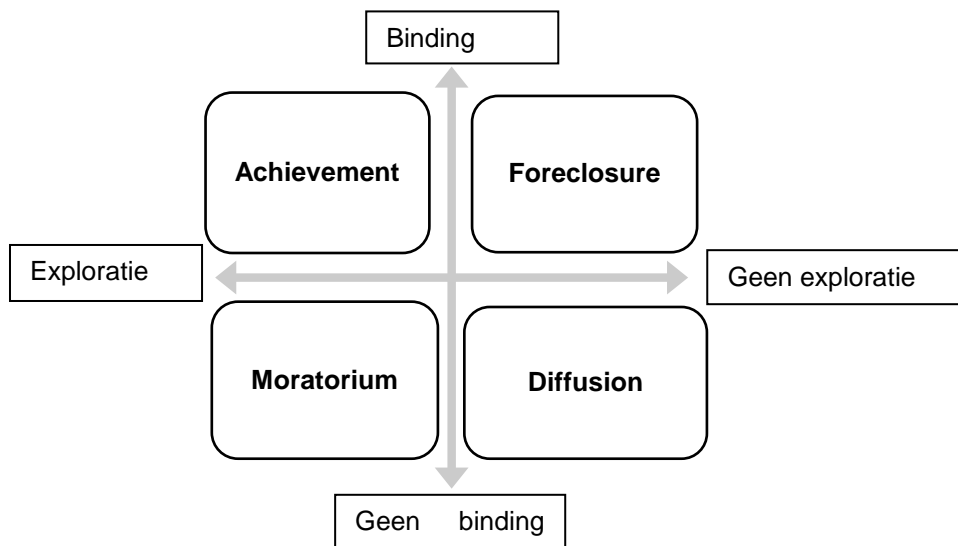 Binding
Achievement
Foreclosure
Exploratie
Geen exploratie
Moratorium
Diffusion
Geen binding